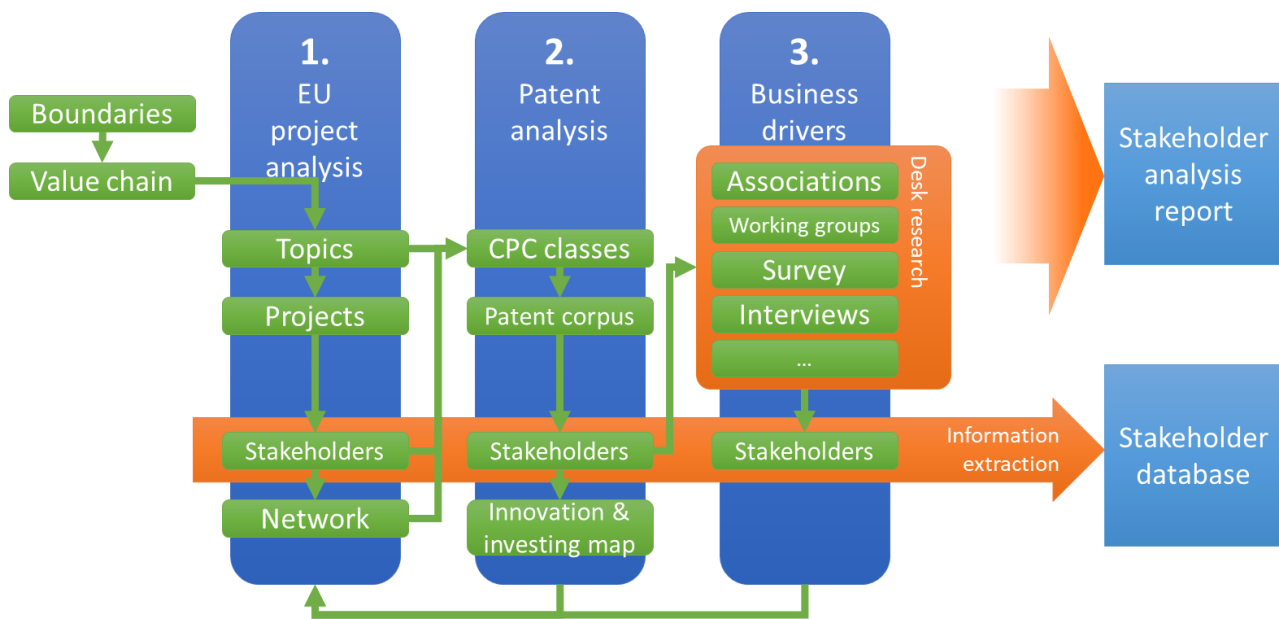 Boundaries
Value chain
1.
EU
project
analysis
Topics
Projects
Stakeholders
Network
2.
Patent
analysis
CPC classes
Patent corpus
Stakeholders
Innovation &
investing map
3.
Business
drivers
Desk research
Associations
Working groups
Survey
Interviews
...
Stakeholders
Information
extraction
Stakeholder
analysis
report
Stakeholder
database